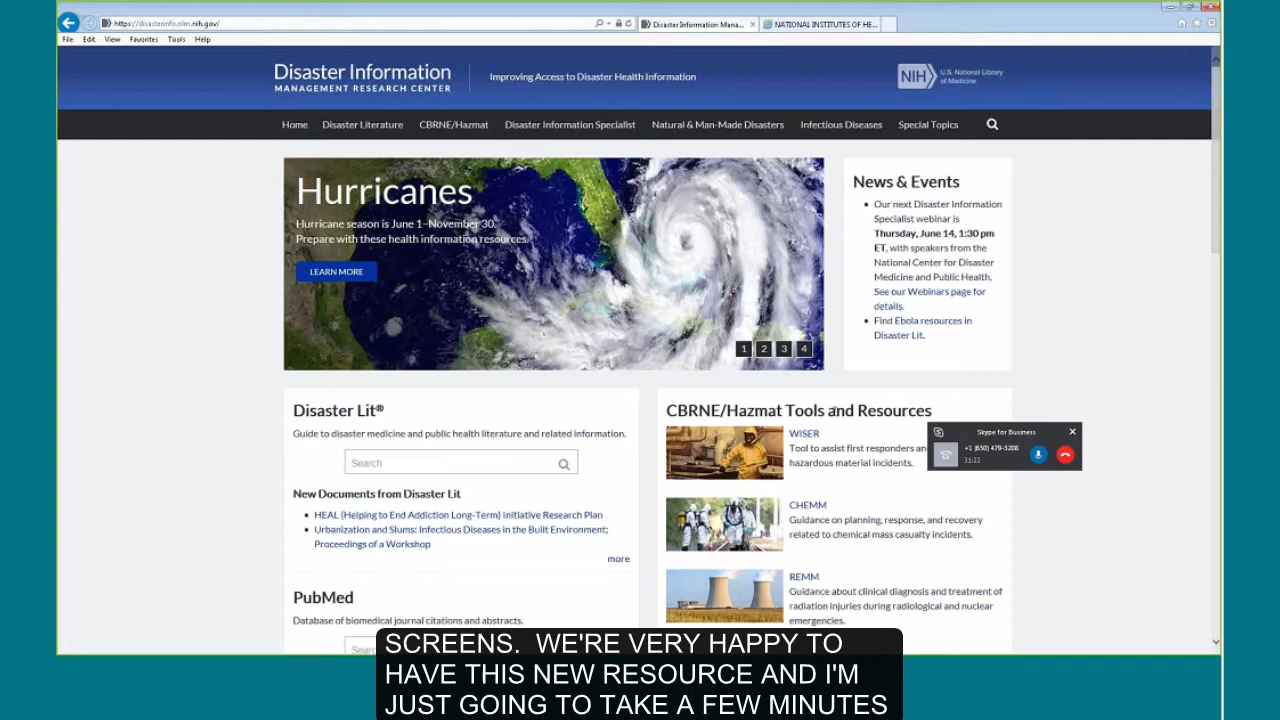 https://disasterinfo.nlm.nih.gov/
Disaster Information Mana...
NATIONAL INSTITUTES OF HE...
File Edit View Favorites Tools Help
Disaster Information
MANAGEMENT RESEARCH CENTER
Improving Access to Disaster Health Information
NIH
U.S. National Library
of Medicine
Home Disaster Literature CBRNE/Hazmat Disaster Information Specialist Natural & Man-Made Disasters Infectious Diseases Special Topics
Hurricanes
Hurricane season is June 1–November 30.
Prepare with these health information resources.
LEARN MORE
1 2 3 4
News & Events
Our next Disaster Information
Specialist webinar is
Thursday, June 14, 1:30 pm
ET, with speakers from the
National Center for Disaster
Medicine and Public Health.
See our Webinars page for
details.
Find Ebola resources in
Disaster Lit.
Disaster Lit®
Guide to disaster medicine and public health literature and related information.
Search
New Documents from Disaster Lit
HEAL (Helping to End Addiction Long-Term) Initiative Research Plan
Urbanization and Slums: Infectious Diseases in the Built Environment;
Proceedings of a Workshop
more
PubMed
Database of biomedical journal citations and abstracts.
CBRNE/Hazmat Tools and Resources
WISER
Tool to assist first responders
hazardous material incidents.
CHEMM
Guidance on planning, response, and recovery
related to chemical mass casualty incidents.
REMM
Guidance about clinical diagnosis and treatment of
radiation injuries during radiological and nuclear
emergencies.
Skype for Business
+1 (650) 479-3208
31:22
SCREENS. WE'RE VERY HAPPY TO
HAVE THIS NEW RESOURCE AND I'M
JUST GOING TO TAKE A FEW MINUTES